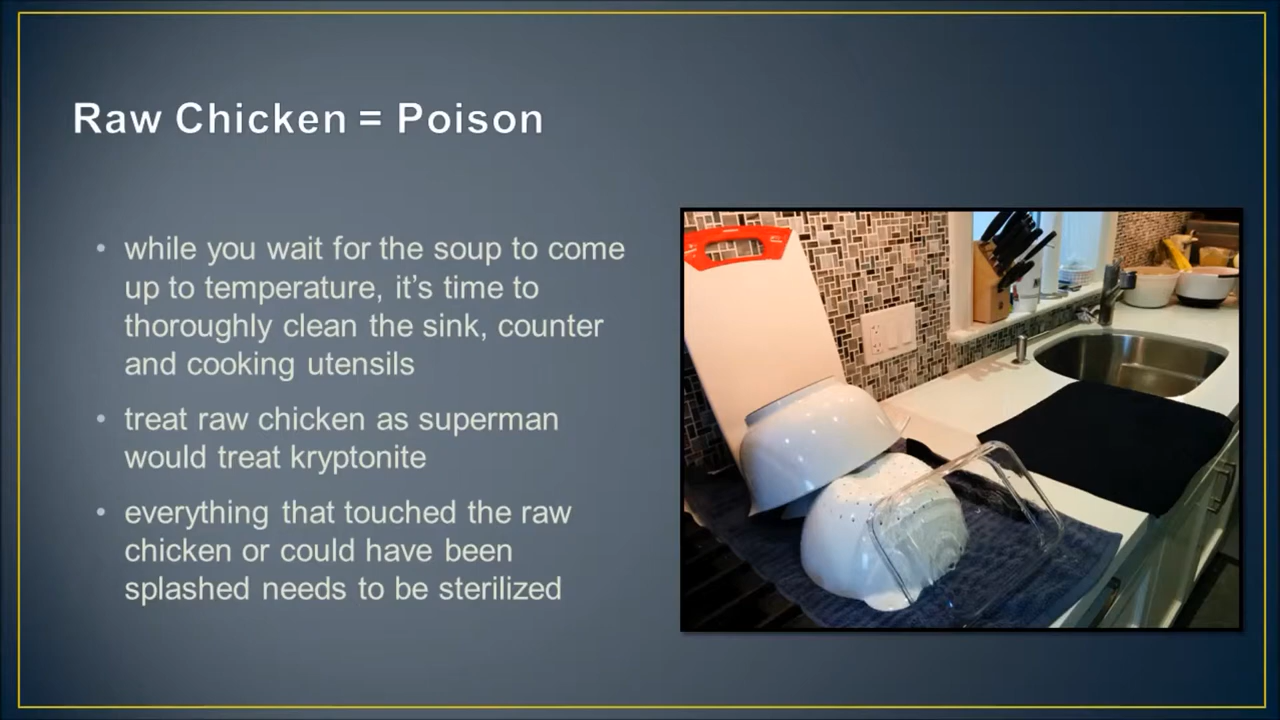 Raw Chicken = Poison
• while you wait for the soup to come
up to temperature, it’s time to
thoroughly clean the sink, counter
and cooking utensils
• treat raw chicken as superman
would treat kryptonite
• everything that touched the raw
chicken or could have been
splashed needs to be sterilized